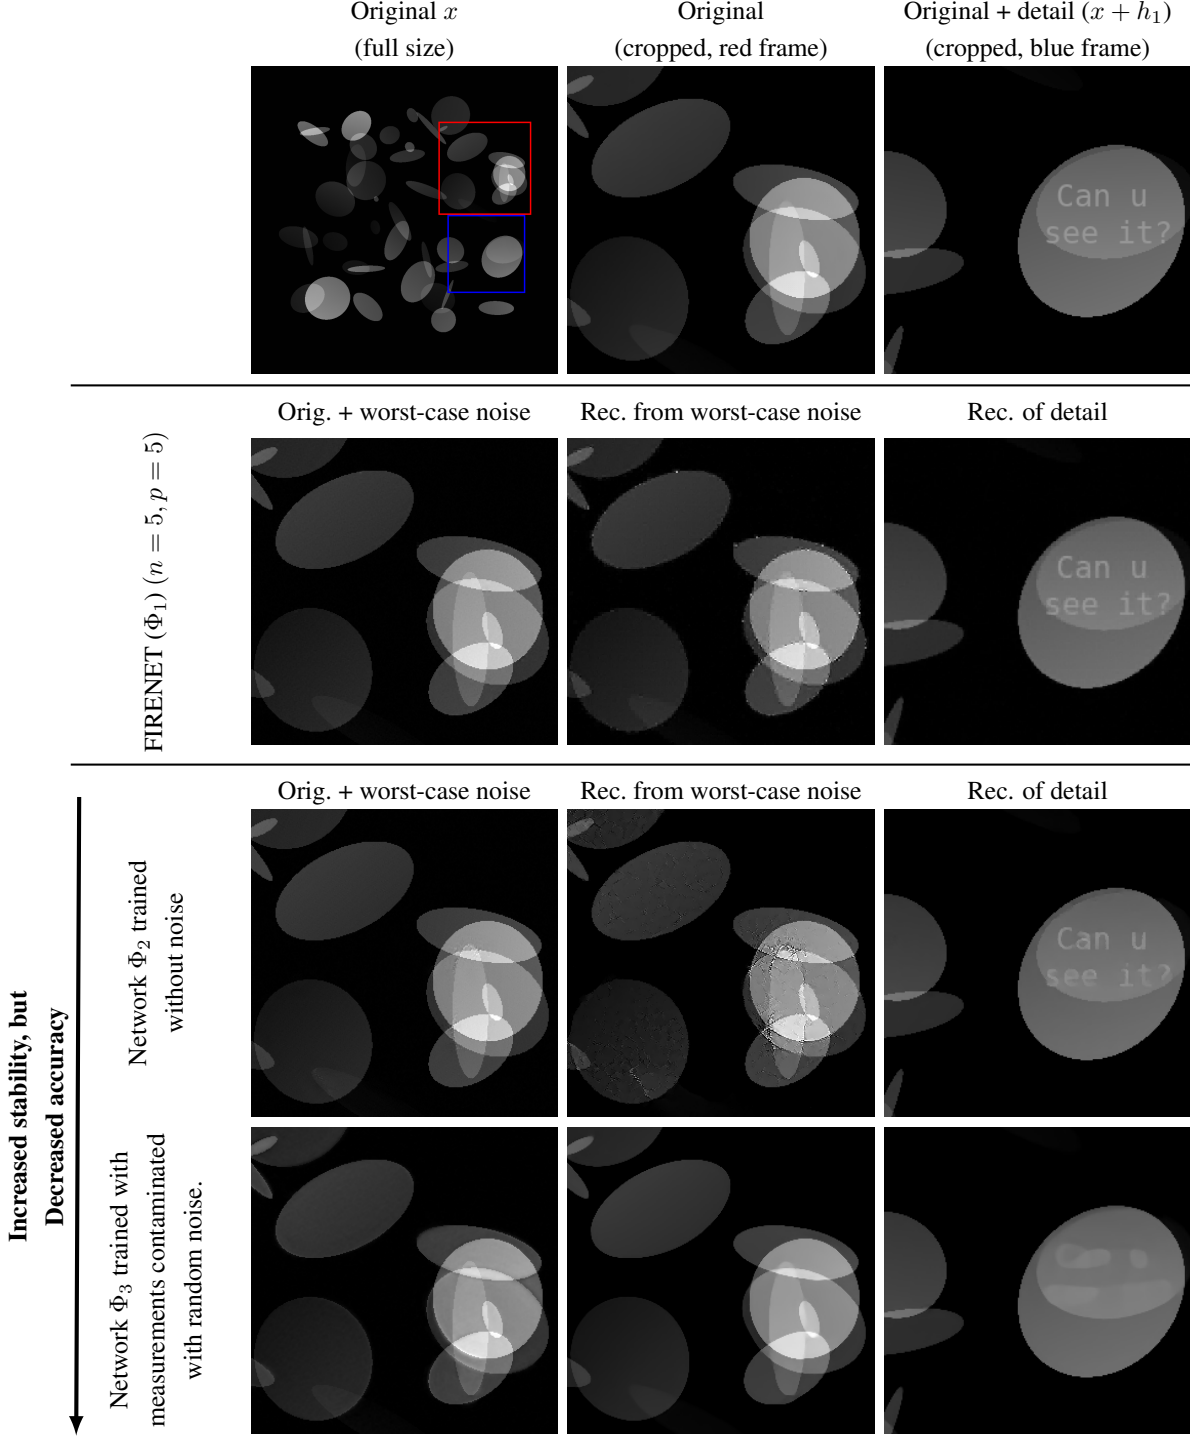 Original x
(full size)
Original
(cropped, red frame)
Original + detail (x + h₁)
(cropped, blue frame)
Can u
see it?
Orig. + worst-case noise
Rec. from worst-case noise
Rec. of detail
FIRENET (Φ₁) (n = 5, p = 5)
Can u
see it?
Orig. + worst-case noise
Rec. from worst-case noise
Rec. of detail
Increased stability, but
Decreased accuracy
Network Φ₂ trained
without noise
Can u
see it?
Network Φ₃ trained with
measurements contaminated
with random noise.